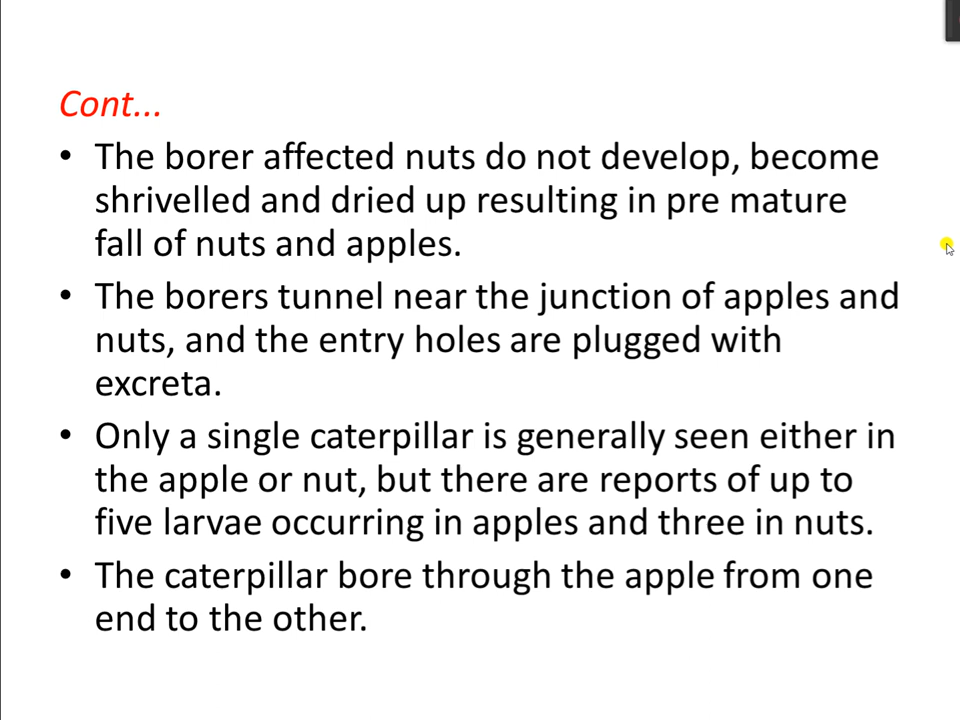 Cont...
• The borer affected nuts do not develop, become
shrivelled and dried up resulting in pre mature
fall of nuts and apples.
• The borers tunnel near the junction of apples and
nuts, and the entry holes are plugged with
excreta.
• Only a single caterpillar is generally seen either in
the apple or nut, but there are reports of up to
five larvae occurring in apples and three in nuts.
• The caterpillar bore through the apple from one
end to the other.